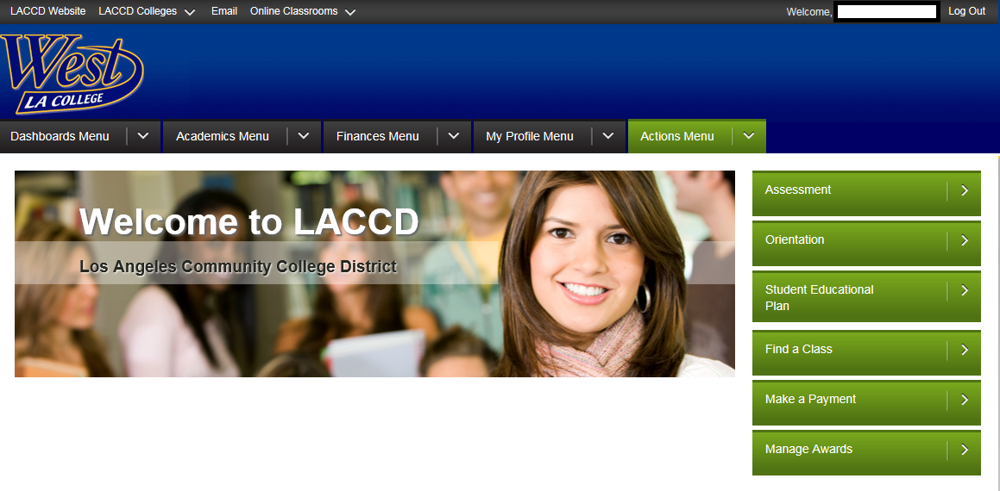 LACCD Website LACCD Colleges Email Online Classrooms Welcome, Log Out
West
LA COLLEGE
Dashboards Menu Academics Menu Finances Menu My Profile Menu Actions Menu
Welcome to LACCD
Los Angeles Community College District
Assessment
Orientation
Student Educational
Plan
Find a Class
Make a Payment
Manage Awards